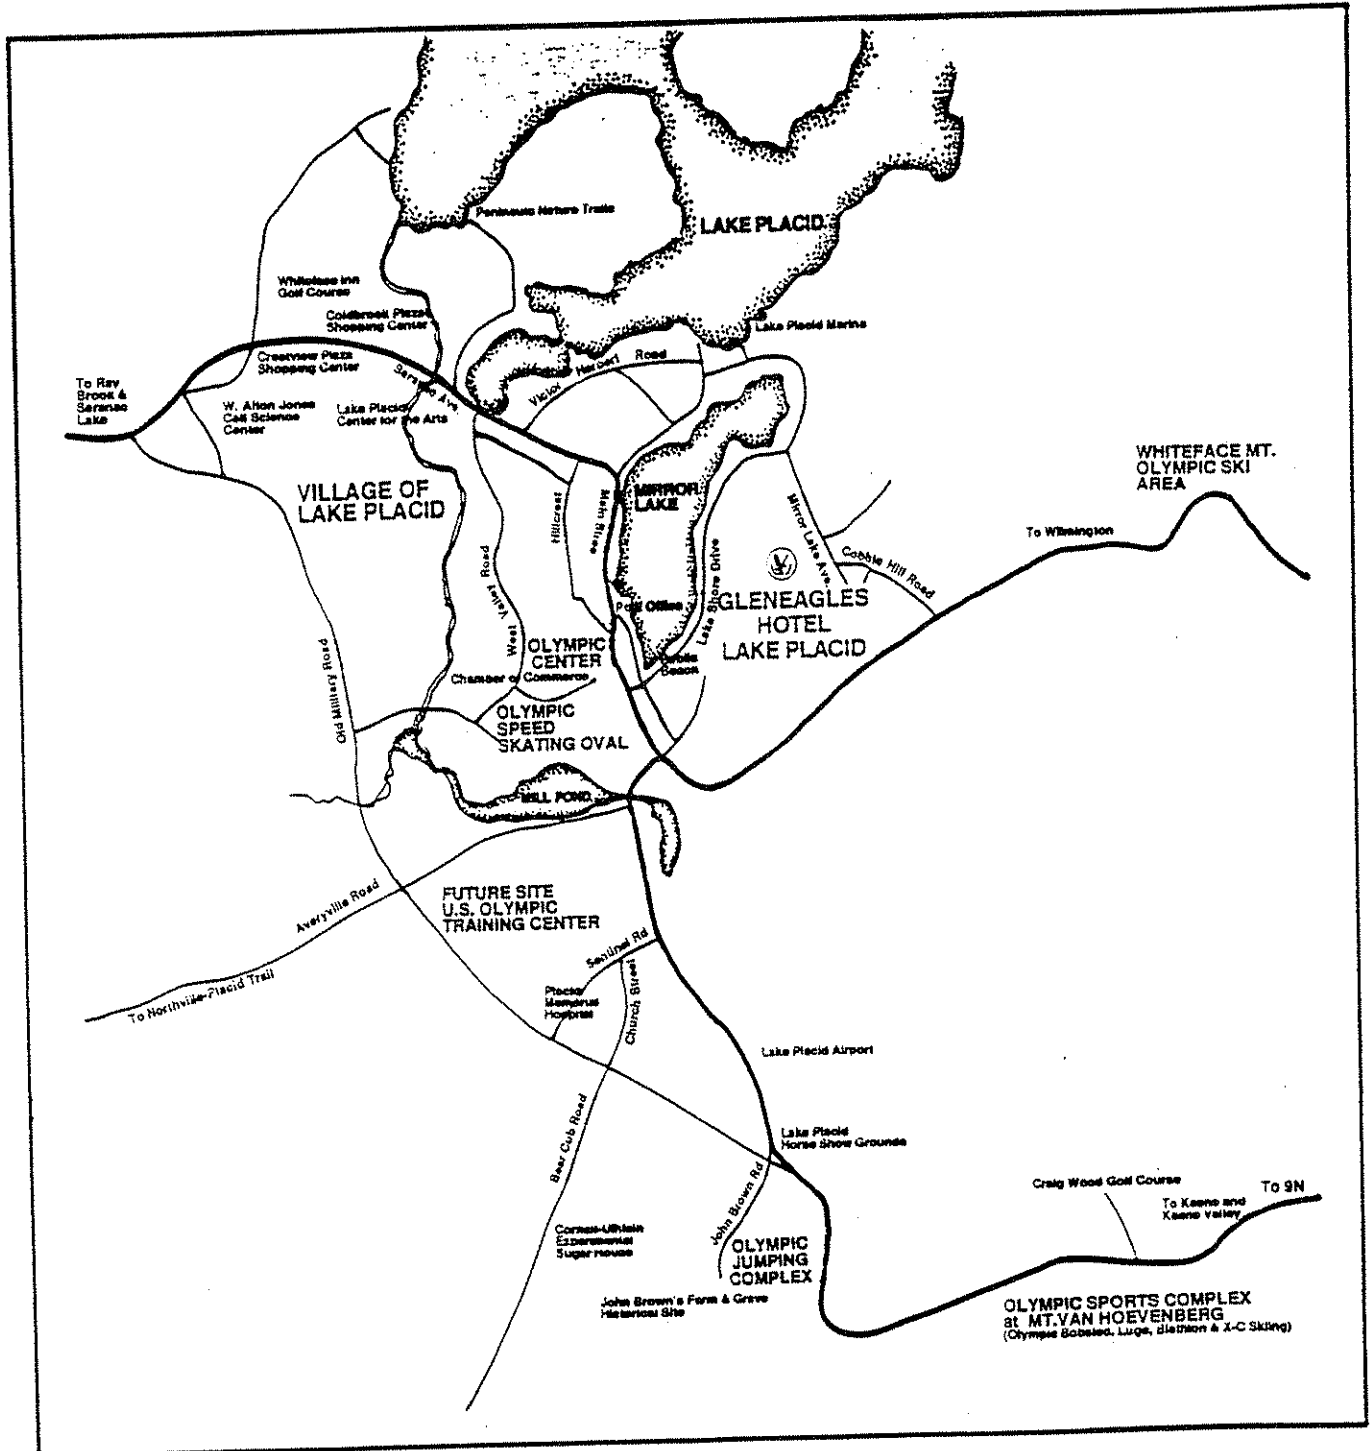 Peninsula Nature Trails
LAKE PLACID
Whiteface Inn
Golf Course
Coldbrook Plaza
Shopping Center
Lake Placid Marina
Crestview Plaza
Shopping Center
Victor Herbert Road
Saranac Ave.
To Ray
Brook &
Saranac
Lake
W. Alton Jones
Cell Science
Center
Lake Placid
Center for the Arts
WHITEFACE MT.
OLYMPIC SKI
AREA
VILLAGE OF
LAKE PLACID
MIRROR
LAKE
Hillcrest
Main Street
Mirror Lake Ave.
To Wilmington
Cobble Hill Road
West Valley Road
Lake Shore Drive
Post Office
GLENEAGLES
HOTEL
LAKE PLACID
OLYMPIC
CENTER
Public
Beach
Chamber of Commerce
Old Military Road
OLYMPIC
SPEED
SKATING OVAL
MILL POND
Averyville Road
FUTURE SITE
U.S. OLYMPIC
TRAINING CENTER
Sentinel Rd
To Northville-Placid Trail
Placid
Memorial
Hospital
Church Street
Lake Placid Airport
Bear Cub Road
Lake Placid
Horse Show Grounds
John Brown Rd
Craig Wood Golf Course
To Keene and
Keene Valley
To 9N
Cornell-Uihlein
Experimental
Sugar House
OLYMPIC
JUMPING
COMPLEX
John Brown's Farm & Grave
Historical Site
OLYMPIC SPORTS COMPLEX
at MT.VAN HOEVENBERG
(Olympic Bobsled, Luge, Biathlon & X-C Skiing)